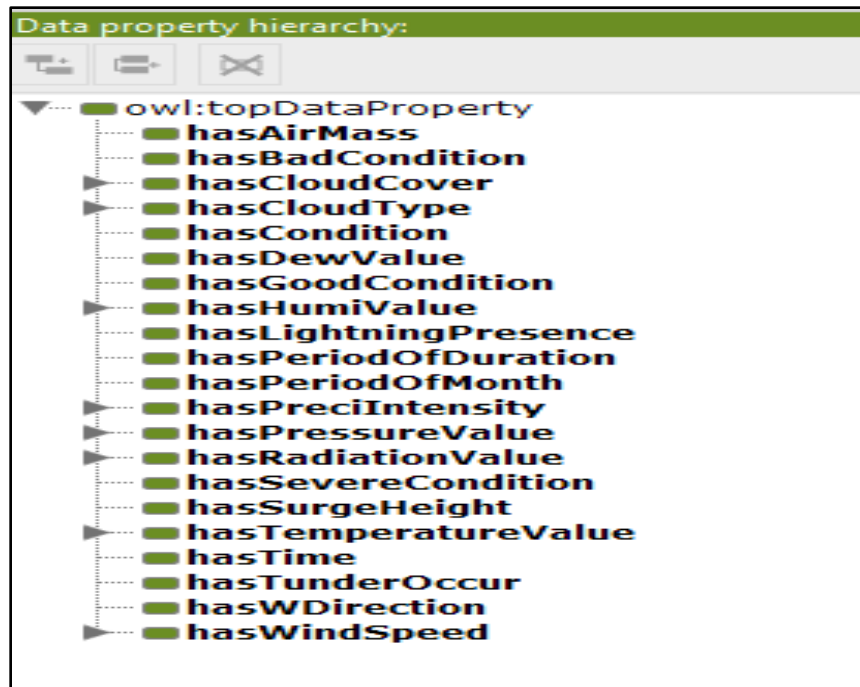 Data property hierarchy:
owl:topDataProperty
hasAirMass
hasBadCondition
hasCloudCover
hasCloudType
hasCondition
hasDewValue
hasGoodCondition
hasHumiValue
hasLightningPresence
hasPeriodOfDuration
hasPeriodOfMonth
hasPreciIntensity
hasPressureValue
hasRadiationValue
hasSevereCondition
hasSurgeHeight
hasTemperatureValue
hasTime
hasTunderOccur
hasWDirection
hasWindSpeed